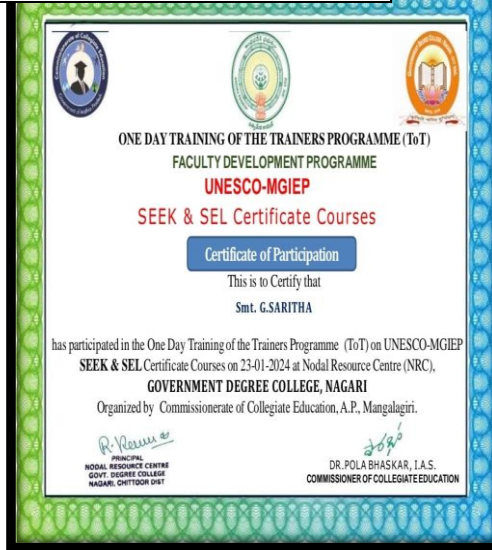 ONE DAY TRAINING OF THE TRAINERS PROGRAMME (ToT)
FACULTY DEVELOPMENT PROGRAMME
UNESCO-MGIEP
SEEK & SEL Certificate Courses
Certificate of Participation
This is to Certify that
Smt. G.SARITHA
has participated in the One Day Training of the Trainers Programme (ToT) on UNESCO-MGIEP
SEEK & SEL Certificate Courses on 23-01-2024 at Nodal Resource Centre (NRC),
GOVERNMENT DEGREE COLLEGE, NAGARI
Organized by Commissionerate of Collegiate Education, A.P., Mangalagiri.
PRINCIPAL
NODAL RESOURCE CENTRE
GOVT. DEGREE COLLEGE
NAGARI, CHITTOOR DIST
DR.POLA BHASKAR, I.A.S.
COMMISSIONER OF COLLEGIATE EDUCATION